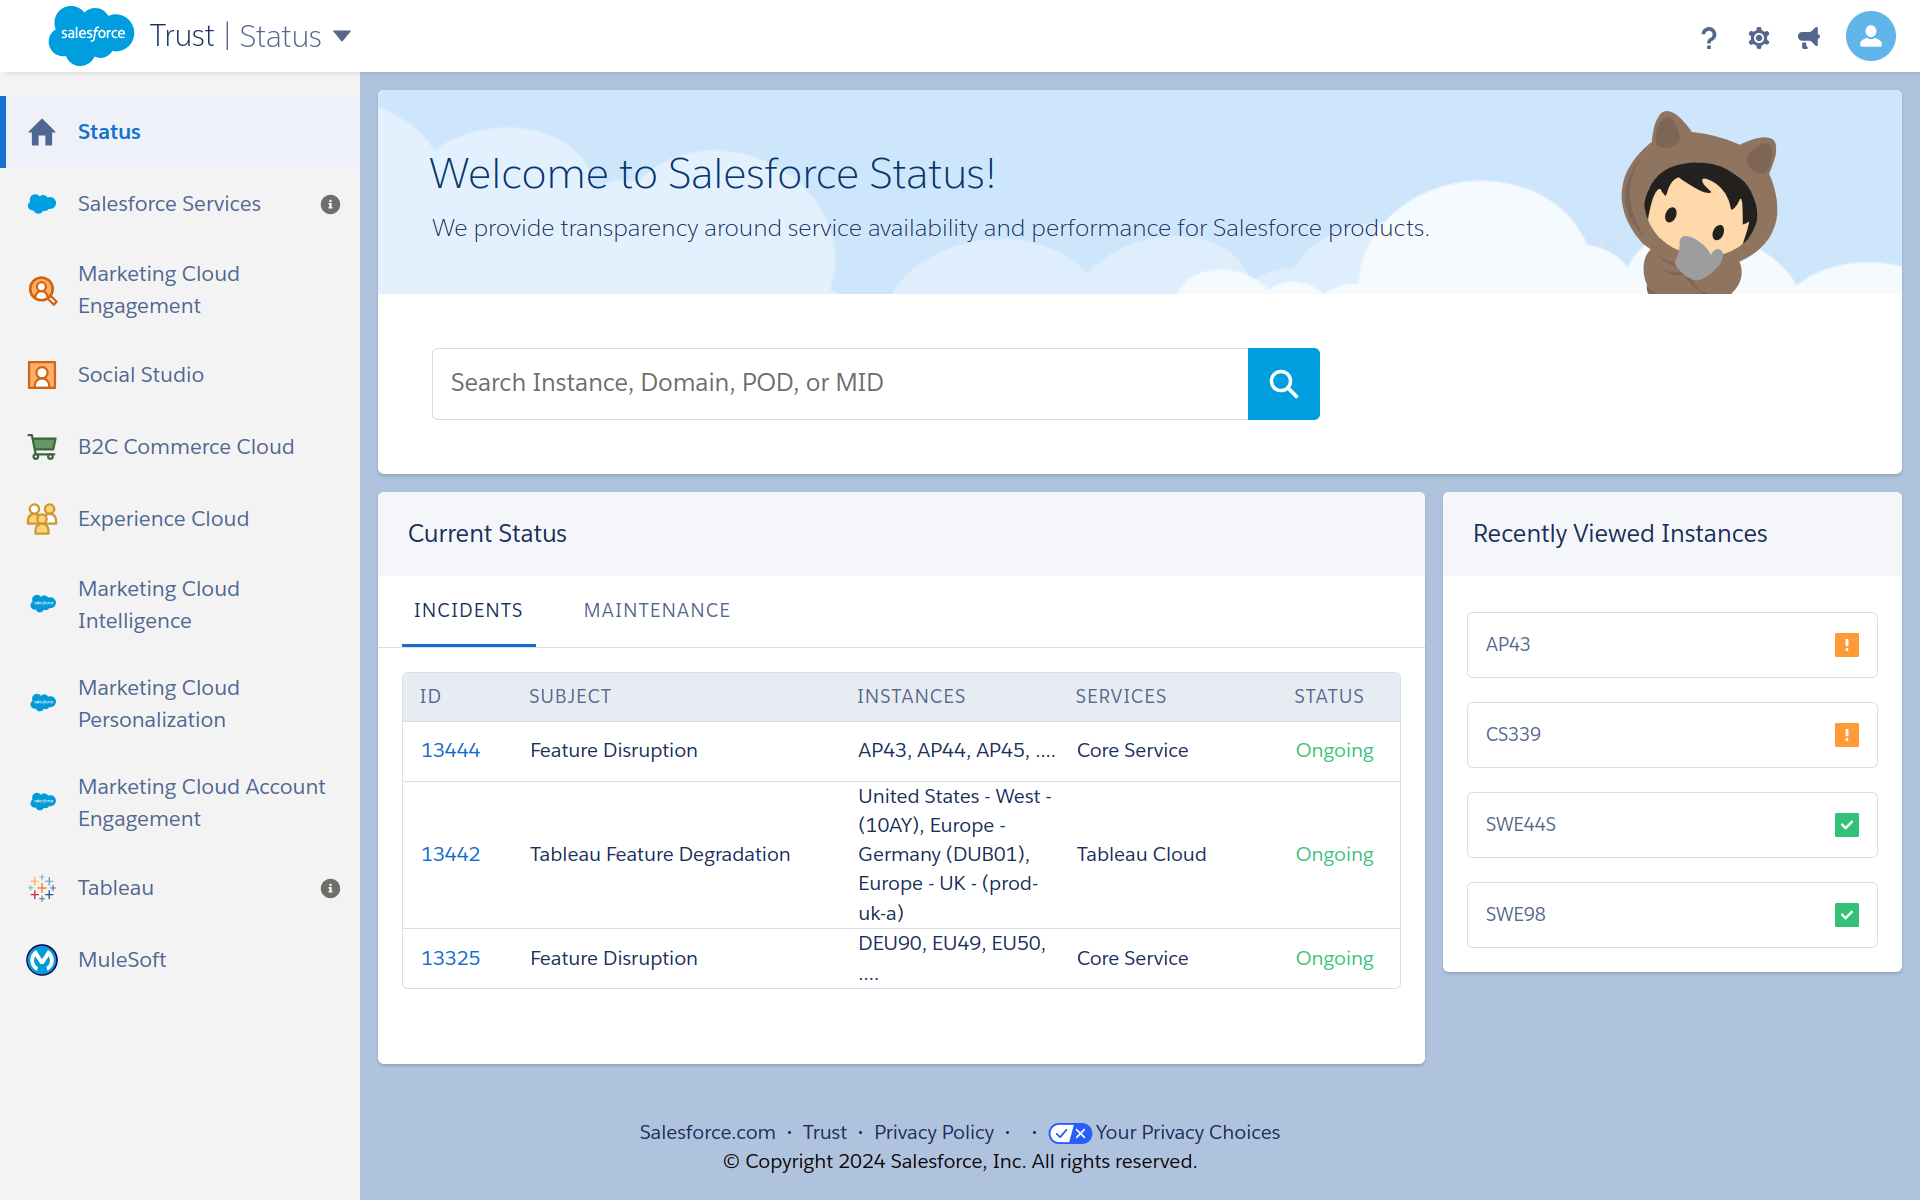 salesforce
Trust | Status
Status
Salesforce Services
Marketing Cloud
Engagement
Social Studio
B2C Commerce Cloud
Experience Cloud
Marketing Cloud
Intelligence
Marketing Cloud
Personalization
Marketing Cloud Account
Engagement
Tableau
MuleSoft
Welcome to Salesforce Status!
We provide transparency around service availability and performance for Salesforce products.
Search Instance, Domain, POD, or MID
Current Status
INCIDENTS MAINTENANCE
ID SUBJECT INSTANCES SERVICES STATUS
13444 Feature Disruption AP43, AP44, AP45, .... Core Service Ongoing
United States - West -
(10AY), Europe -
13442 Tableau Feature Degradation Germany (DUB01), Tableau Cloud Ongoing
Europe - UK - (prod-
uk-a)
DEU90, EU49, EU50,
13325 Feature Disruption Core Service Ongoing
....
Recently Viewed Instances
AP43
CS339
SWE44S
SWE98
Salesforce.com · Trust · Privacy Policy · · Your Privacy Choices
© Copyright 2024 Salesforce, Inc. All rights reserved.